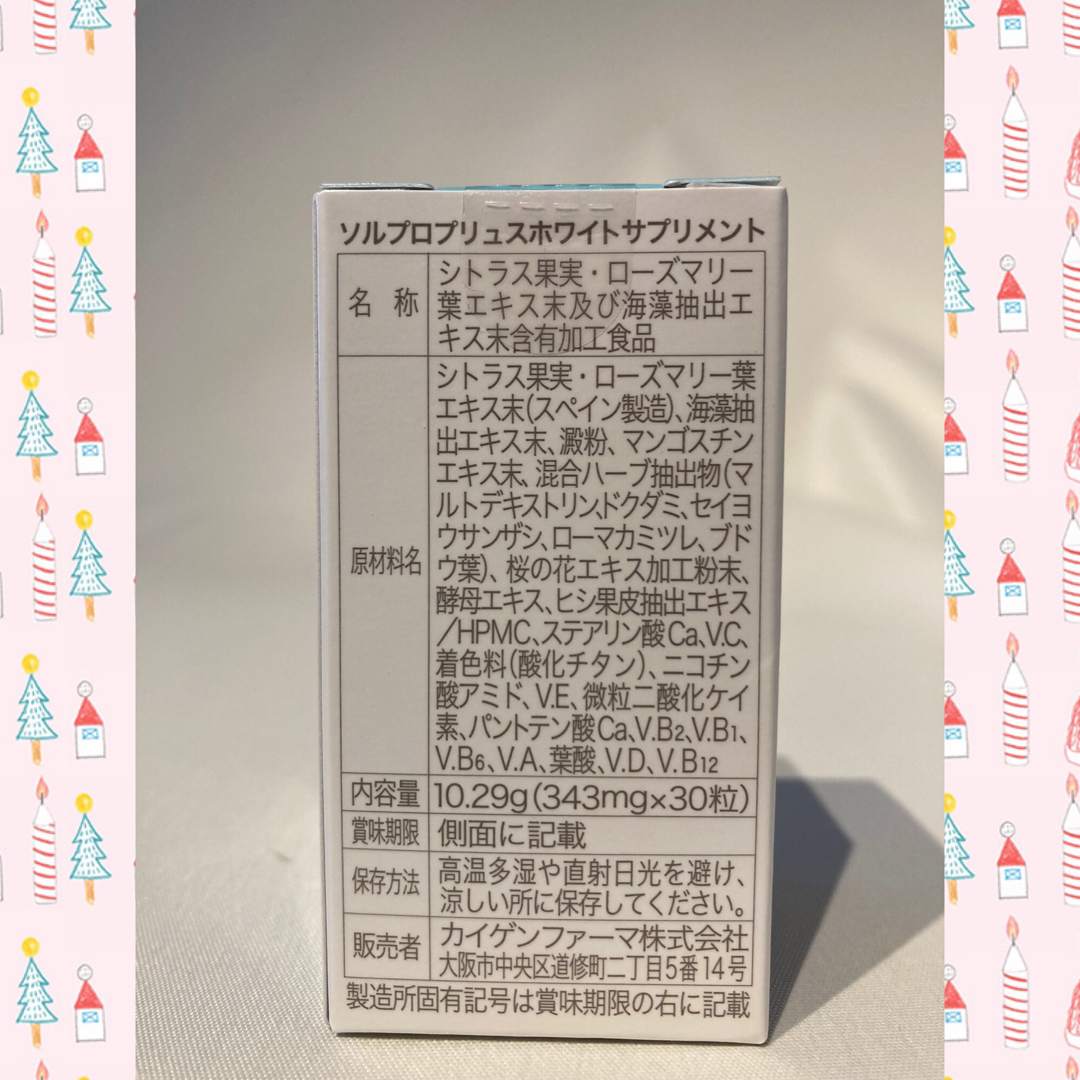 ソルプロプリュスホワイトサプリメント
名 称
シトラス果実・ローズマリー
葉エキス末及び海藻抽出エ
キス末含有加工食品
原材料名
シトラス果実・ローズマリー葉
エキス末(スペイン製造)、海藻抽
出エキス末、澱粉、マンゴスチン
エキス末、混合ハーブ抽出物(マ
ルトデキストリン、ドクダミ、セイヨ
ウサンザシ、ローマカミツレ、ブド
ウ葉)、桜の花エキス加工粉末、
酵母エキス、ヒシ果皮抽出エキス
/HPMC、ステアリン酸Ca、V.C、
着色料(酸化チタン)、ニコチン
酸アミド、V.E、微粒二酸化ケイ
素、パントテン酸Ca、V.B2、V.B1、
V.B6、V.A、葉酸、V.D、V.B12
内容量
10.29g(343mg×30粒)
賞味期限
側面に記載
保存方法
高温多湿や直射日光を避け、
涼しい所に保存してください。
販売者
カイゲンファーマ株式会社
大阪市中央区道修町二丁目5番14号
製造所固有記号は賞味期限の右に記載